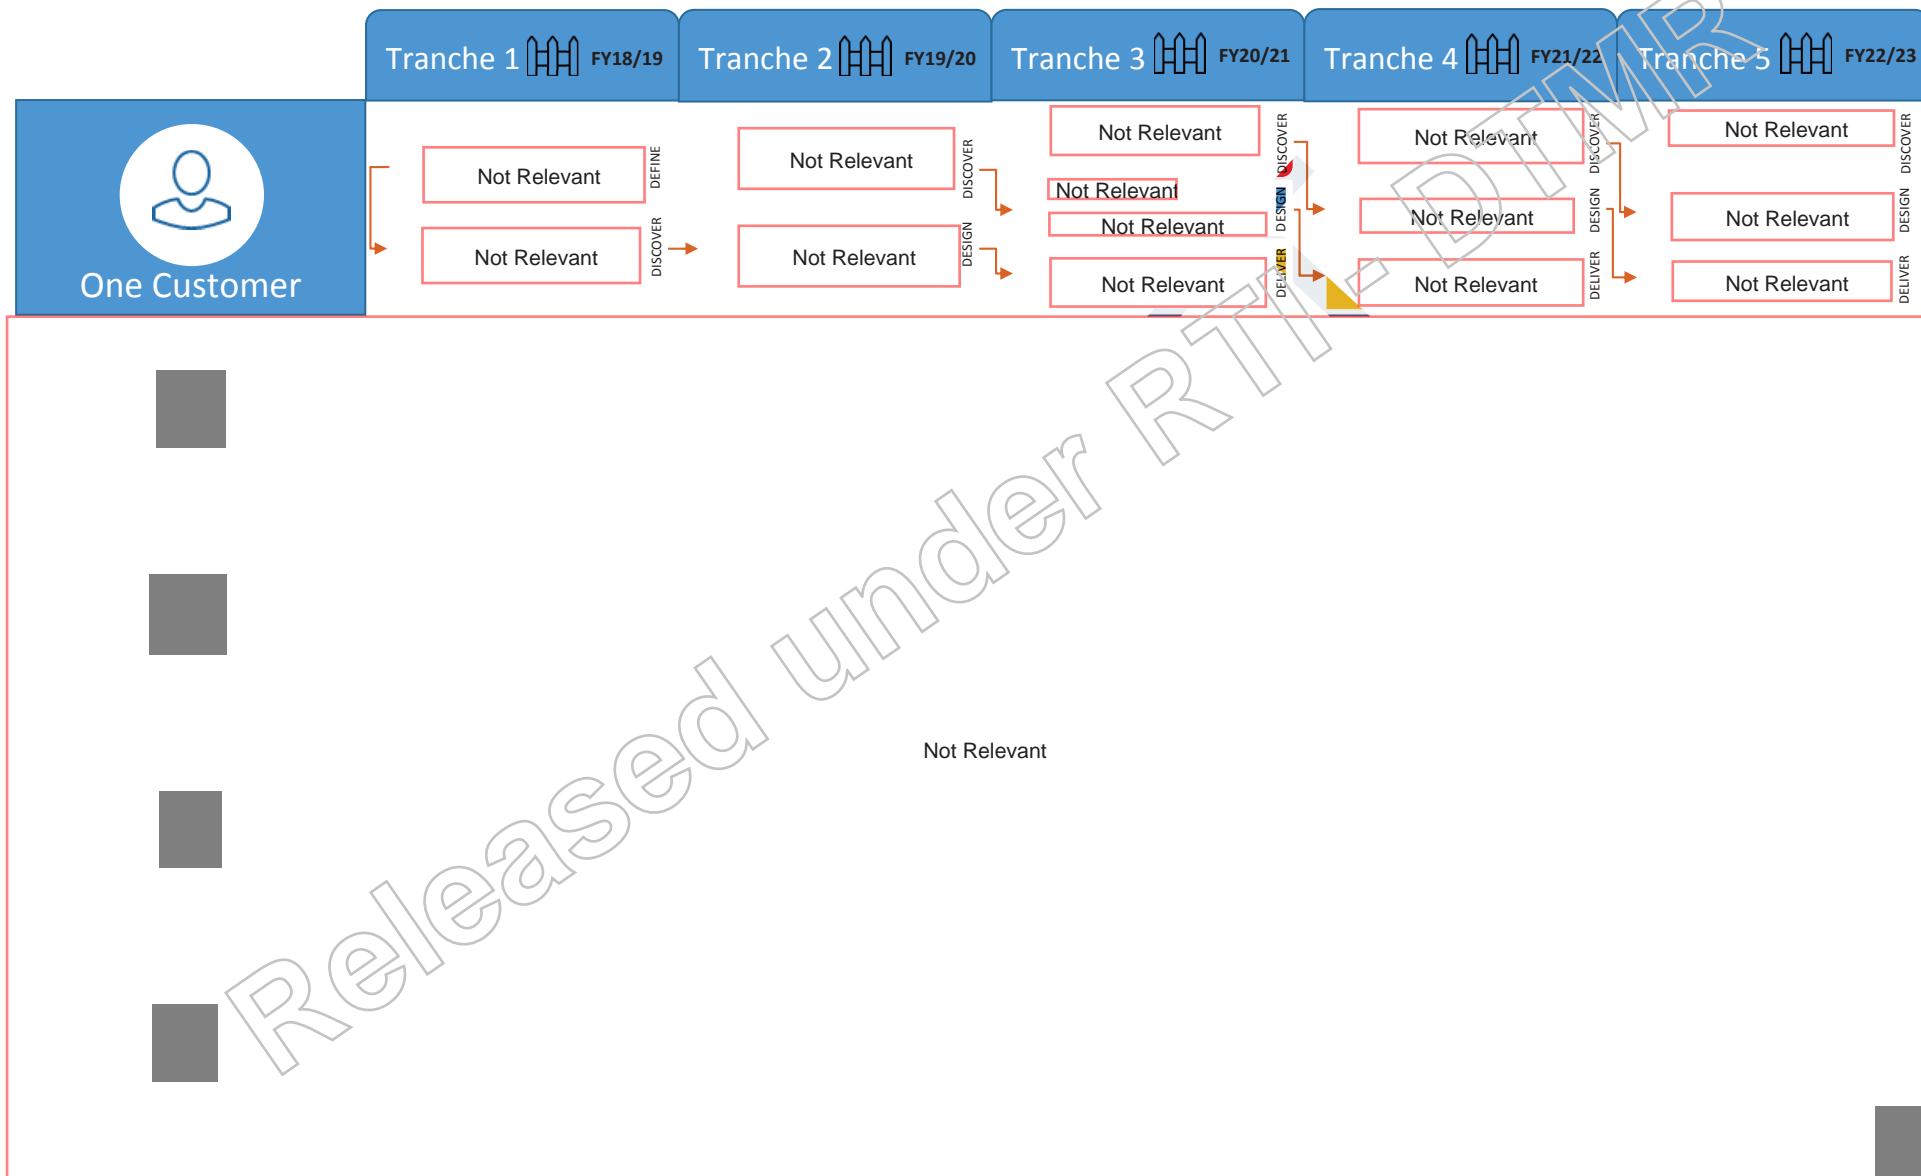 Tranche 1 FY18/19 Tranche 2 FY19/20 Tranche 3 FY20/21 Tranche 4 FY21/22 Tranche 5 FY22/23
One Customer
Not Relevant DEFINE
Not Relevant DISCOVER
Not Relevant DISCOVER
Not Relevant DESIGN
Not Relevant DISCOVER
Not Relevant
Not Relevant DESIGN
Not Relevant DELIVER
Not Relevant DISCOVER
Not Relevant DESIGN
Not Relevant DELIVER
Not Relevant DISCOVER
Not Relevant DESIGN
Not Relevant DELIVER
Not Relevant
Released under RTI - DTMR